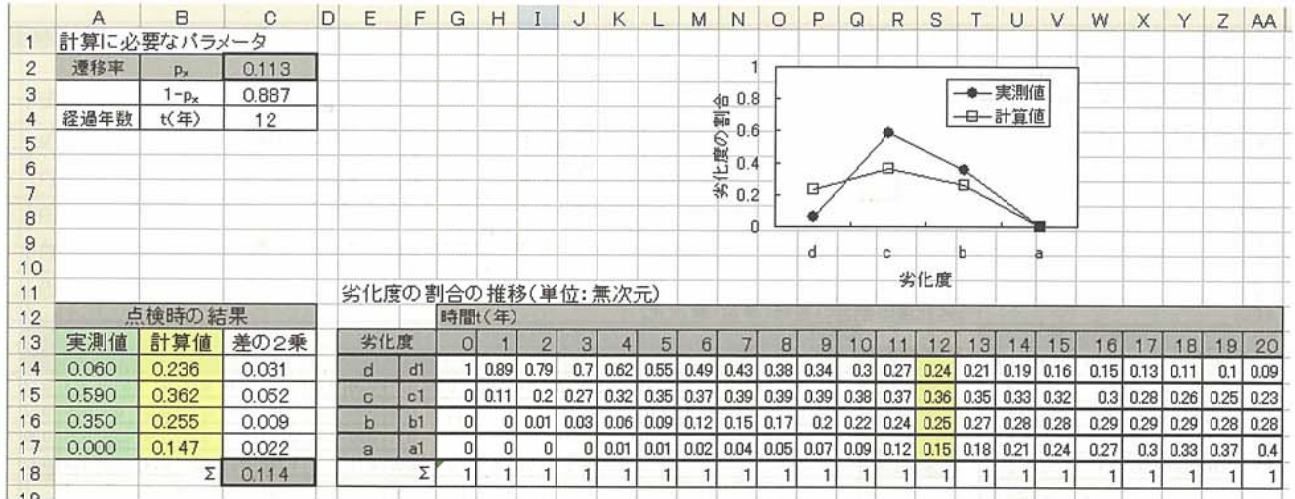 A B C D E F G H I J K L M N O P Q R S T U V W X Y Z AA
1 計算に必要なパラメータ
2 遷移率 px 0.113
3 1-px 0.887
4 経過年数 t(年) 12
5
6
7
8
9
10
劣化度の割合
1
0.8
0.6
0.4
0.2
0
実測値
計算値
d c b a
劣化度
11 劣化度の割合の推移(単位:無次元)
12 点検時の結果 時間t(年)
13 実測値 計算値 差の2乗 劣化度 0 1 2 3 4 5 6 7 8 9 10 11 12 13 14 15 16 17 18 19 20
14 0.060 0.236 0.031 d d1 1 0.89 0.79 0.7 0.62 0.55 0.49 0.43 0.38 0.34 0.3 0.27 0.24 0.21 0.19 0.16 0.15 0.13 0.11 0.1 0.09
15 0.590 0.362 0.052 c c1 0 0.11 0.2 0.27 0.32 0.35 0.37 0.39 0.39 0.39 0.38 0.37 0.36 0.35 0.33 0.32 0.3 0.28 0.26 0.25 0.23
16 0.350 0.255 0.009 b b1 0 0 0.01 0.03 0.06 0.09 0.12 0.15 0.17 0.2 0.22 0.24 0.25 0.27 0.28 0.28 0.29 0.29 0.29 0.28 0.28
17 0.000 0.147 0.022 a a1 0 0 0 0 0.01 0.01 0.02 0.04 0.05 0.07 0.09 0.12 0.15 0.18 0.21 0.24 0.27 0.3 0.33 0.37 0.4
18 Σ 0.114 Σ 1 1 1 1 1 1 1 1 1 1 1 1 1 1 1 1 1 1 1 1 1